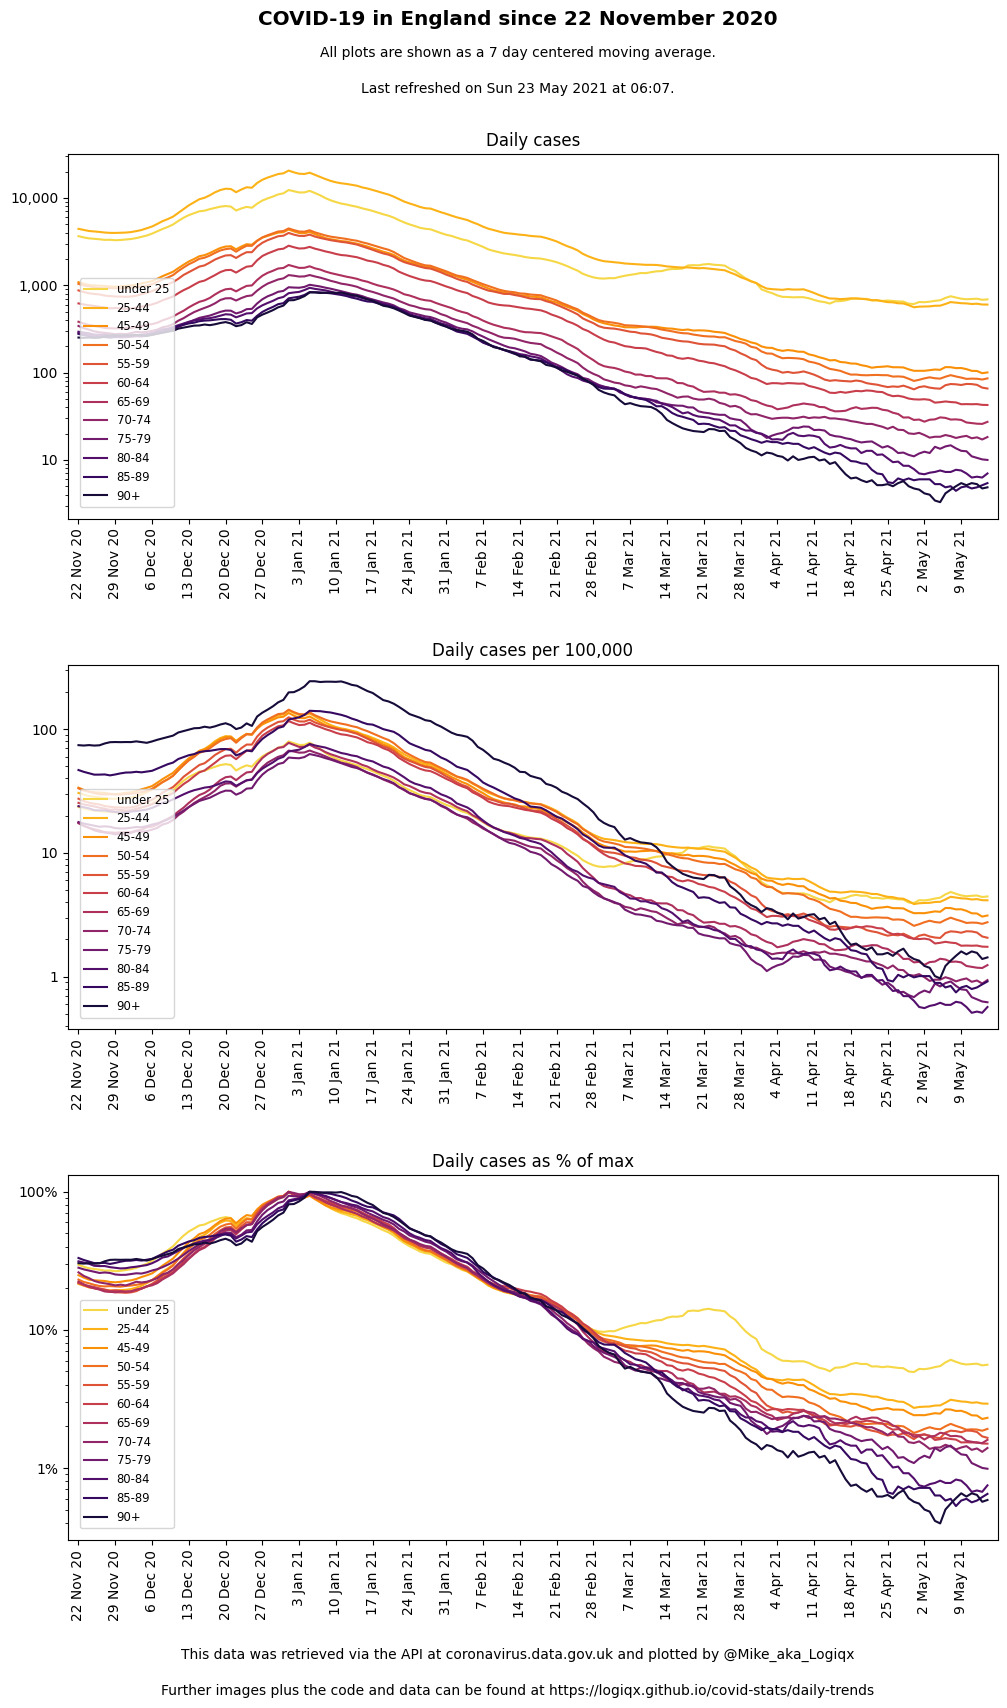 COVID-19 in England since 22 November 2020
All plots are shown as a 7 day centered moving average.
Last refreshed on Sun 23 May 2021 at 06:07.
Daily cases
10,000
1,000
100
10
under 25
25-44
45-49
50-54
55-59
60-64
65-69
70-74
75-79
80-84
85-89
90+
22 Nov 20
29 Nov 20
6 Dec 20
13 Dec 20
20 Dec 20
27 Dec 20
3 Jan 21
10 Jan 21
17 Jan 21
24 Jan 21
31 Jan 21
7 Feb 21
14 Feb 21
21 Feb 21
28 Feb 21
7 Mar 21
14 Mar 21
21 Mar 21
28 Mar 21
4 Apr 21
11 Apr 21
18 Apr 21
25 Apr 21
2 May 21
9 May 21
Daily cases per 100,000
100
10
1
under 25
25-44
45-49
50-54
55-59
60-64
65-69
70-74
75-79
80-84
85-89
90+
22 Nov 20
29 Nov 20
6 Dec 20
13 Dec 20
20 Dec 20
27 Dec 20
3 Jan 21
10 Jan 21
17 Jan 21
24 Jan 21
31 Jan 21
7 Feb 21
14 Feb 21
21 Feb 21
28 Feb 21
7 Mar 21
14 Mar 21
21 Mar 21
28 Mar 21
4 Apr 21
11 Apr 21
18 Apr 21
25 Apr 21
2 May 21
9 May 21
Daily cases as % of max
100%
10%
1%
under 25
25-44
45-49
50-54
55-59
60-64
65-69
70-74
75-79
80-84
85-89
90+
22 Nov 20
29 Nov 20
6 Dec 20
13 Dec 20
20 Dec 20
27 Dec 20
3 Jan 21
10 Jan 21
17 Jan 21
24 Jan 21
31 Jan 21
7 Feb 21
14 Feb 21
21 Feb 21
28 Feb 21
7 Mar 21
14 Mar 21
21 Mar 21
28 Mar 21
4 Apr 21
11 Apr 21
18 Apr 21
25 Apr 21
2 May 21
9 May 21
This data was retrieved via the API at coronavirus.data.gov.uk and plotted by @Mike_aka_Logiqx
Further images plus the code and data can be found at https://logiqx.github.io/covid-stats/daily-trends